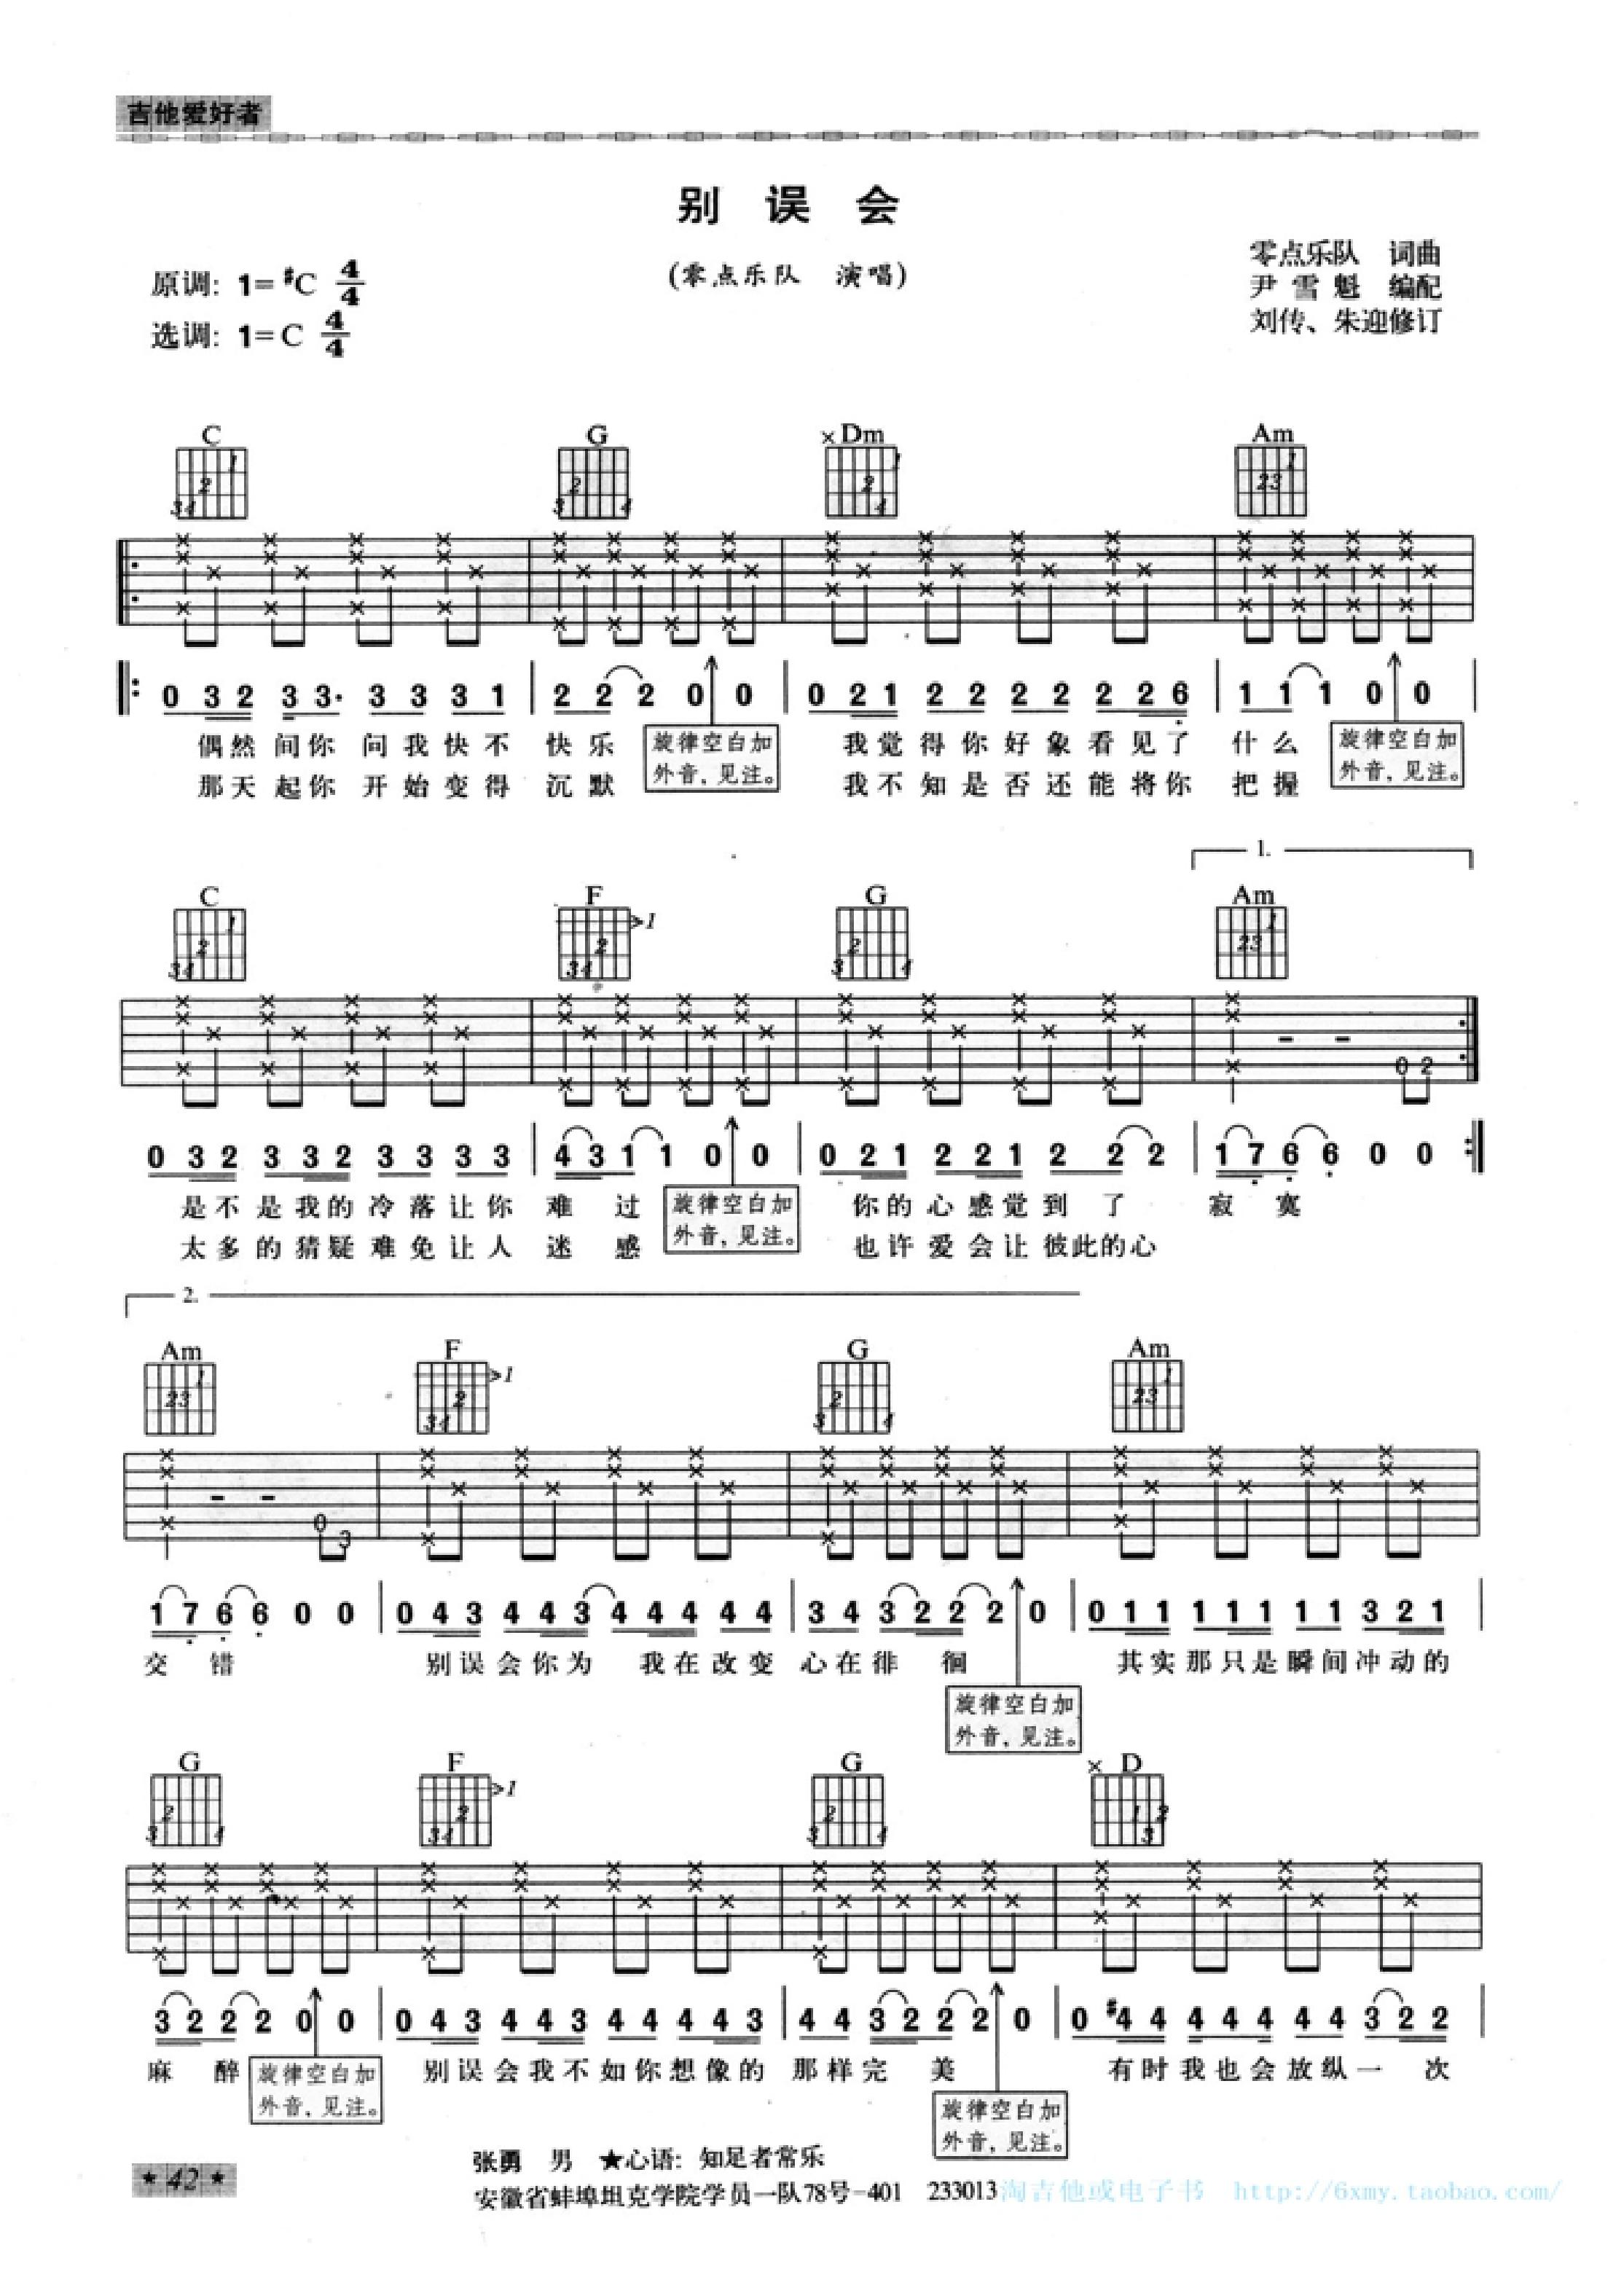 吉他爱好者
别 误 会
(零点乐队 演唱)
原调: 1=#C 4/4
选调: 1=C 4/4
零点乐队 词曲
尹雪魁 编配
刘传、朱迎修订
C G × Dm Am
0 3 2 3 3· 3 3 3 1 | 2 2 2 0 0 | 0 2 1 2 2 2 2 2 2 6 | 1 1 1 0 0
偶然间你 问我快不 快乐 我觉得你好象看见了 什么
那天起你 开始变得 沉默 我不知是否还能将你 把握
旋律空白加
外音,见注。
旋律空白加
外音,见注。
1.
C F G Am
0 2
0 3 2 3 3 2 3 3 3 3 | 4 3 1 1 0 0 | 0 2 1 2 2 1 2 2 2 | 1 7 6 6 0 0
是不是我的冷落让你 难过 你的心感觉到了 寂寞
太多的猜疑难免让人 迷惑 也许爱会让彼此的心
旋律空白加
外音,见注。
2.
Am F G Am
0 3
1 7 6 6 0 0 | 0 4 3 4 4 3 4 4 4 4 4 | 3 4 3 2 2 2 0 | 0 1 1 1 1 1 1 1 3 2 1
交错 别误会你为 我在改变 心在徘徊 其实那只是瞬间冲动的
旋律空白加
外音,见注。
G F G × D
3 2 2 2 0 0 | 0 4 3 4 4 3 4 4 4 4 3 | 4 4 3 2 2 2 0 | 0 #4 4 4 4 4 4 4 3 2 2
麻醉 别误会我不如你想像的 那样完美 有时我也会放纵一次
旋律空白加
外音,见注。
旋律空白加
外音,见注。
★ 42 ★
张勇 男 ★心语: 知足者常乐
安徽省蚌埠坦克学院学员一队78号-401 233013
淘吉他或电子书 http://6xmy.taobao.com/